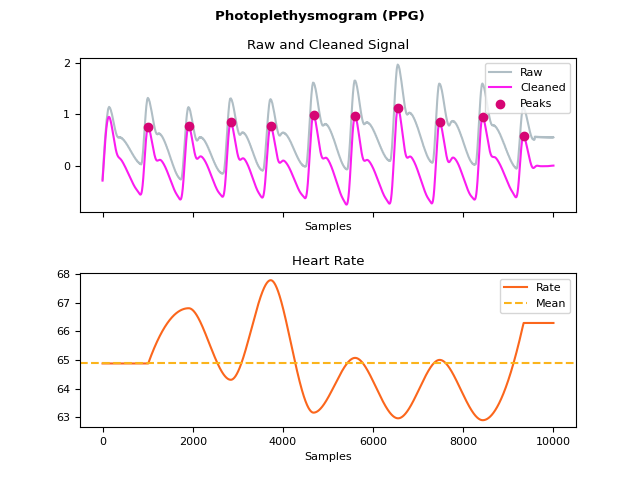 Photoplethysmogram (PPG)
Raw and Cleaned Signal
2
1
0
Raw
Cleaned
Peaks
Samples
Heart Rate
68
67
66
65
64
63
Rate
Mean
0 2000 4000 6000 8000 10000
Samples